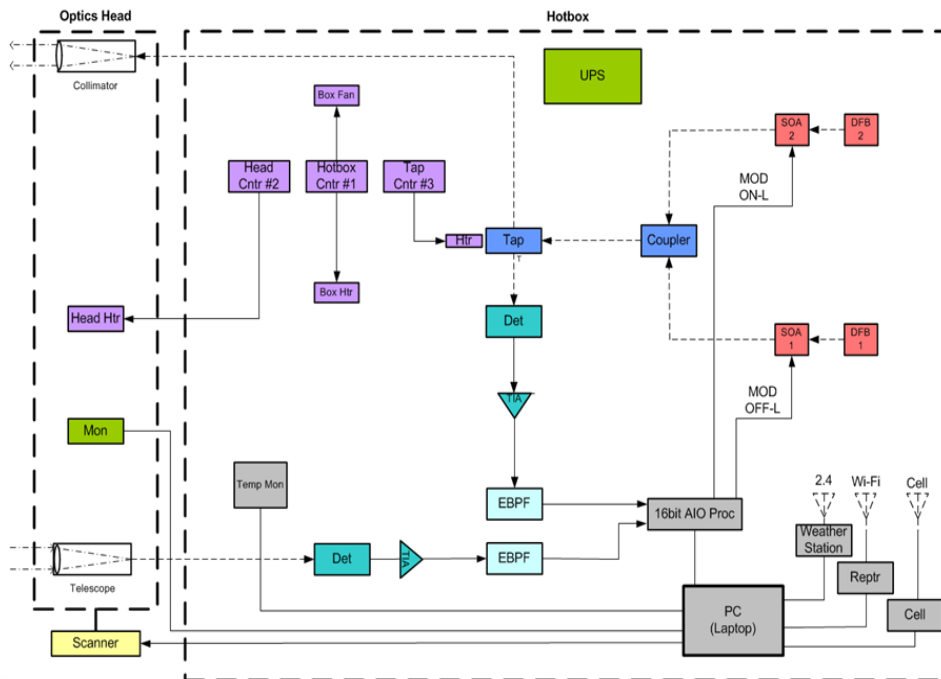 Optics Head
Hotbox
Collimator
UPS
Box Fan
SOA
2
DFB
2
Head
Cntr #2
Hotbox
Cntr #1
Tap
Cntr #3
MOD
ON-L
Htr
Tap
Coupler
T
Box Htr
Head Htr
Det
SOA
1
DFB
1
TIA
MOD
OFF-L
Mon
Temp Mon
2.4
Wi-Fi
Cell
EBPF
16bit AIO Proc
Weather
Station
Det
TIA
EBPF
Reptr
Telescope
PC
(Laptop)
Cell
Scanner